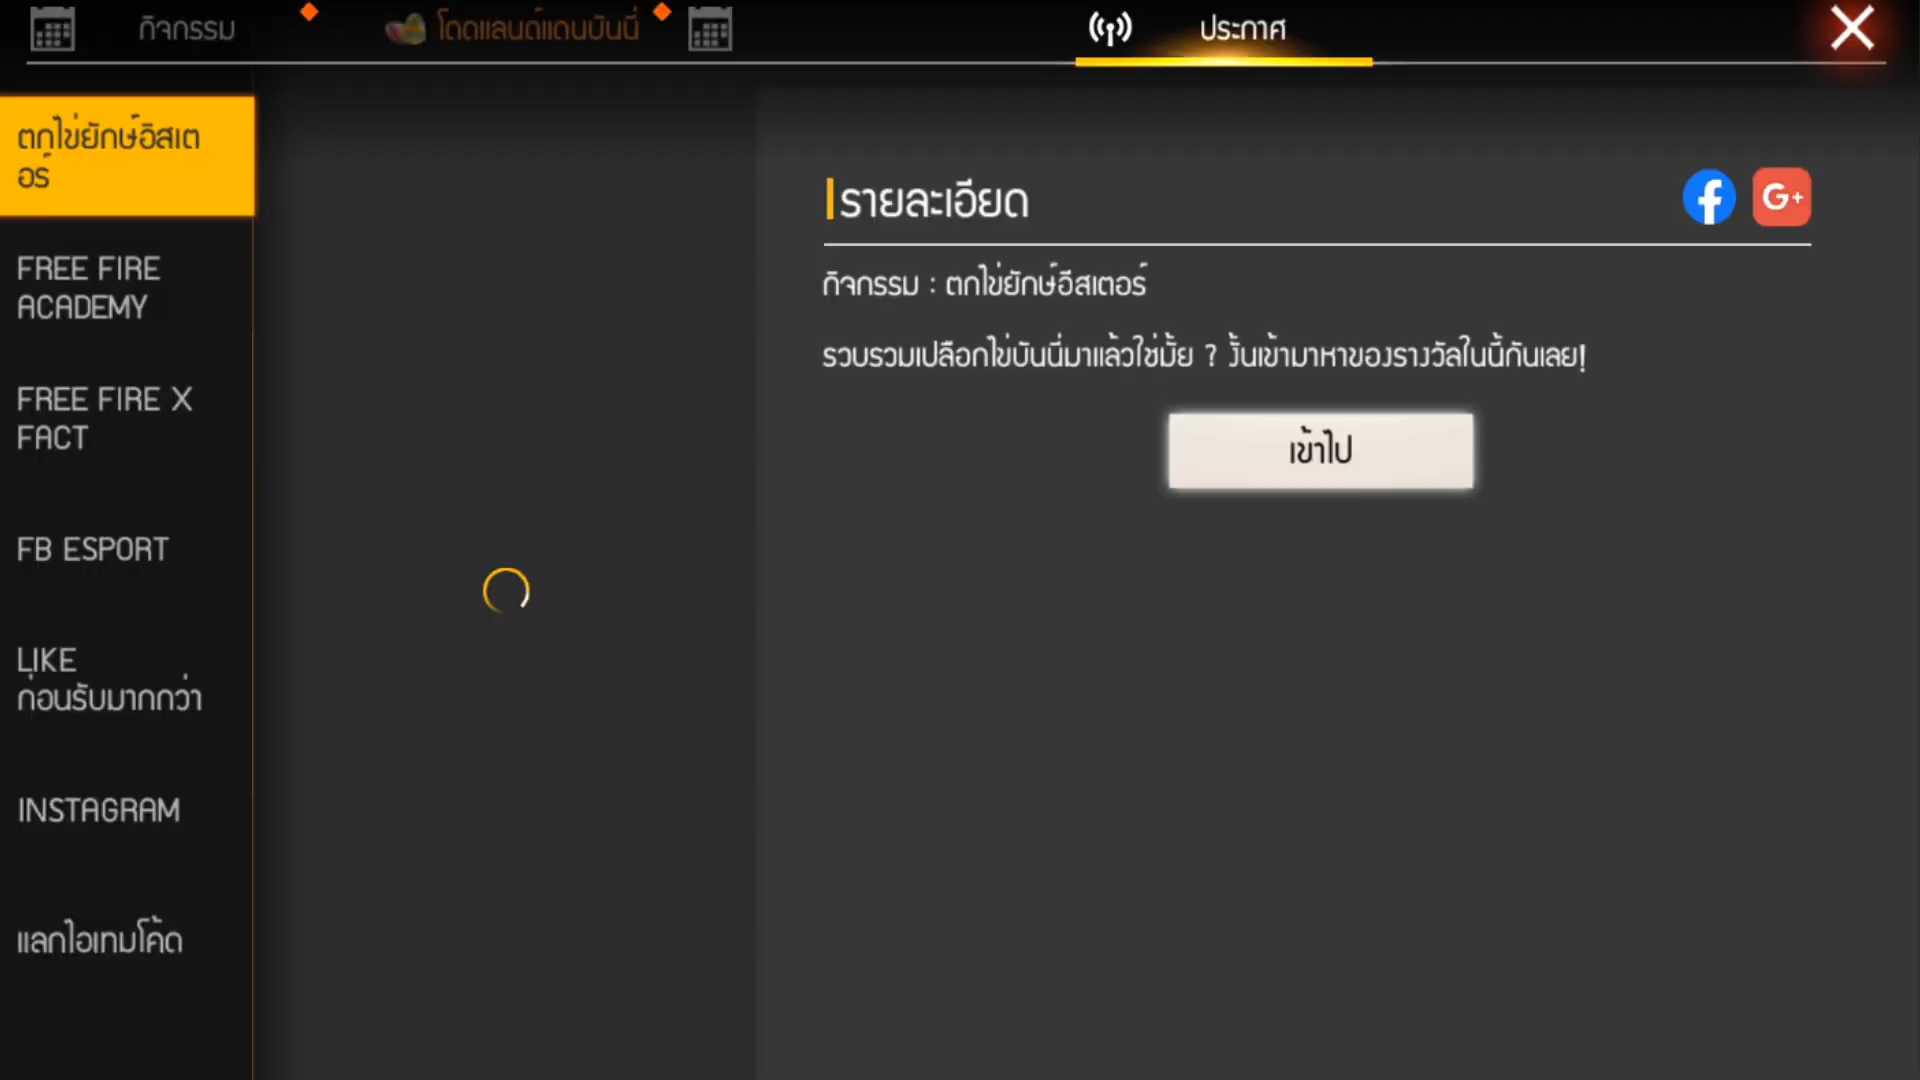 กิจกรรม
โดดแลนด์แดนบันนี่
ประกาศ
ตกไข่ยักษ์อีสเต
อร์
FREE FIRE
ACADEMY
FREE FIRE X
FACT
FB ESPORT
LIKE
ก่อนรับมากกว่า
INSTAGRAM
แลกไอเทมโค้ด
รายละเอียด
G+
กิจกรรม : ตกไข่ยักษ์อีสเตอร์
รวบรวมเปลือกไข่บันนี่มาแล้วใช่มั้ย ? งั้นเข้ามาหาของรางวัลในนี้กันเลย!
เข้าไป